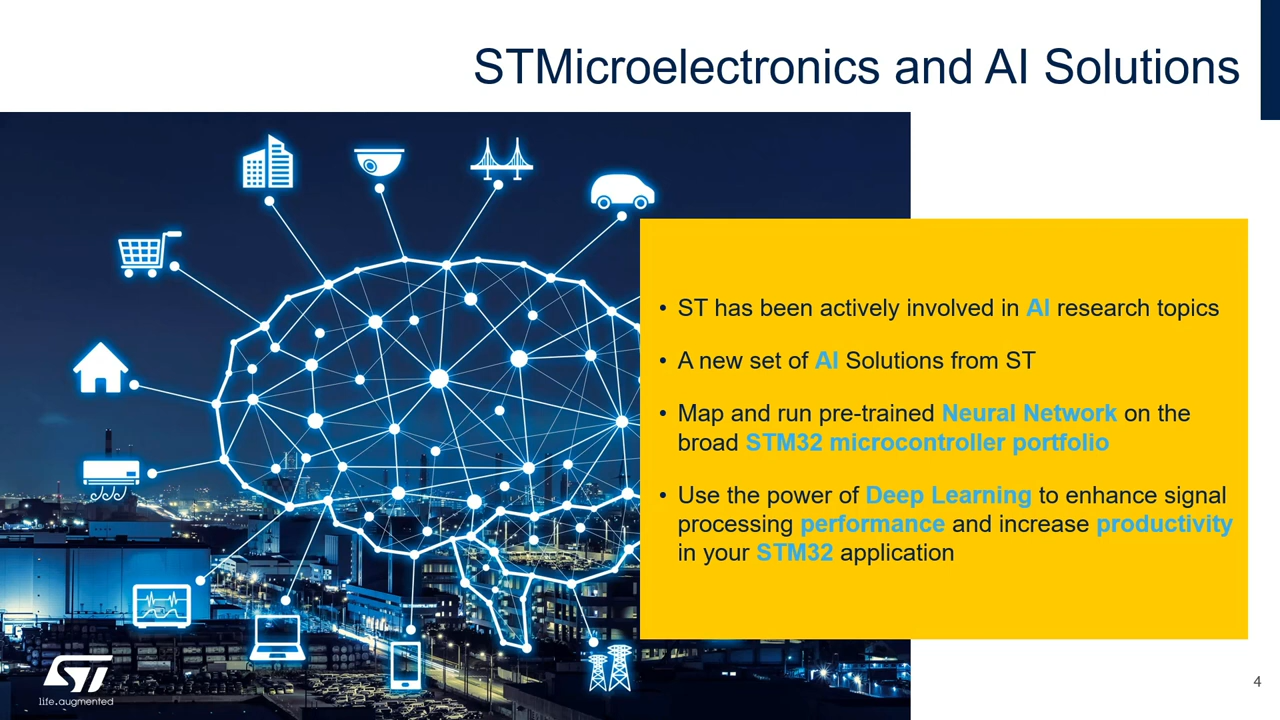 STMicroelectronics and AI Solutions
• ST has been actively involved in AI research topics
• A new set of AI Solutions from ST
• Map and run pre-trained Neural Network on the
broad STM32 microcontroller portfolio
• Use the power of Deep Learning to enhance signal
processing performance and increase productivity
in your STM32 application
ST
life.augmented
4